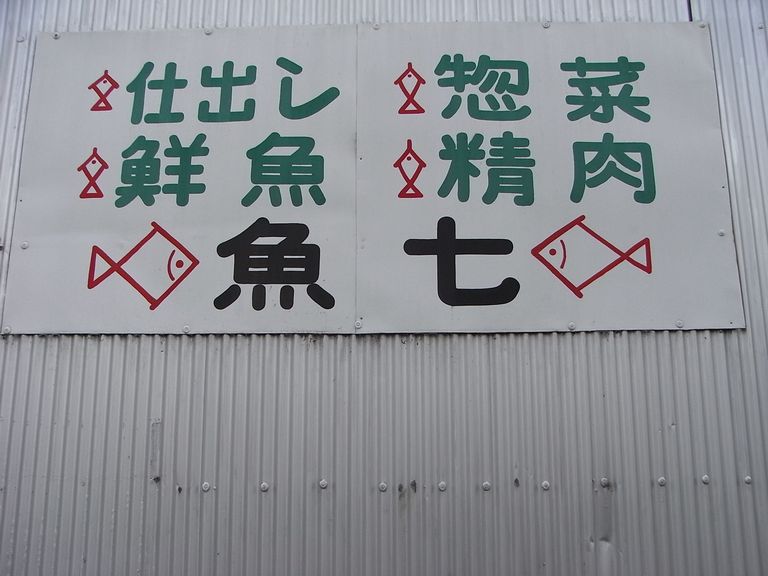 仕出し 惣菜
鮮魚 精肉
魚七